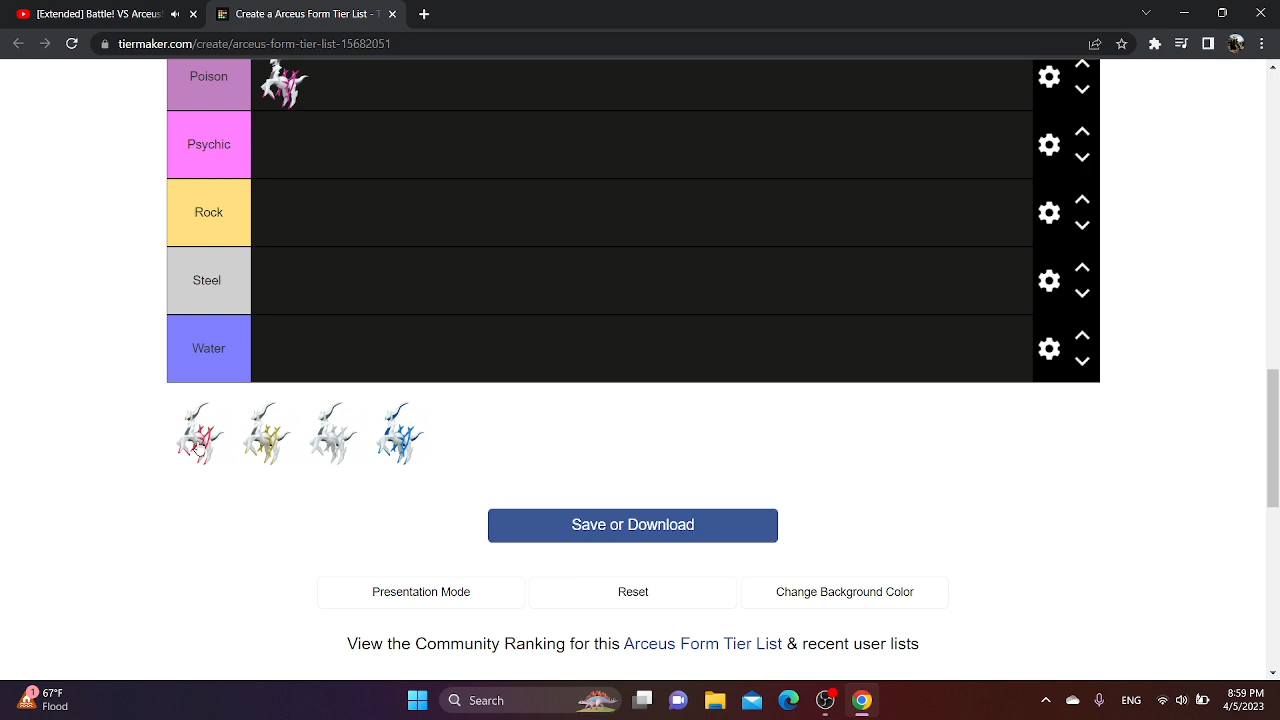 [Extended] Battle! VS Arceus
Create a Arceus Form Tier List - T
tiermaker.com/create/arceus-form-tier-list-15682051
Poison
Psychic
Rock
Steel
Water
Save or Download
Presentation Mode
Reset
Change Background Color
View the Community Ranking for this Arceus Form Tier List & recent user lists
1
67°F
Flood
Search
ENG
8:59 PM
4/5/2023